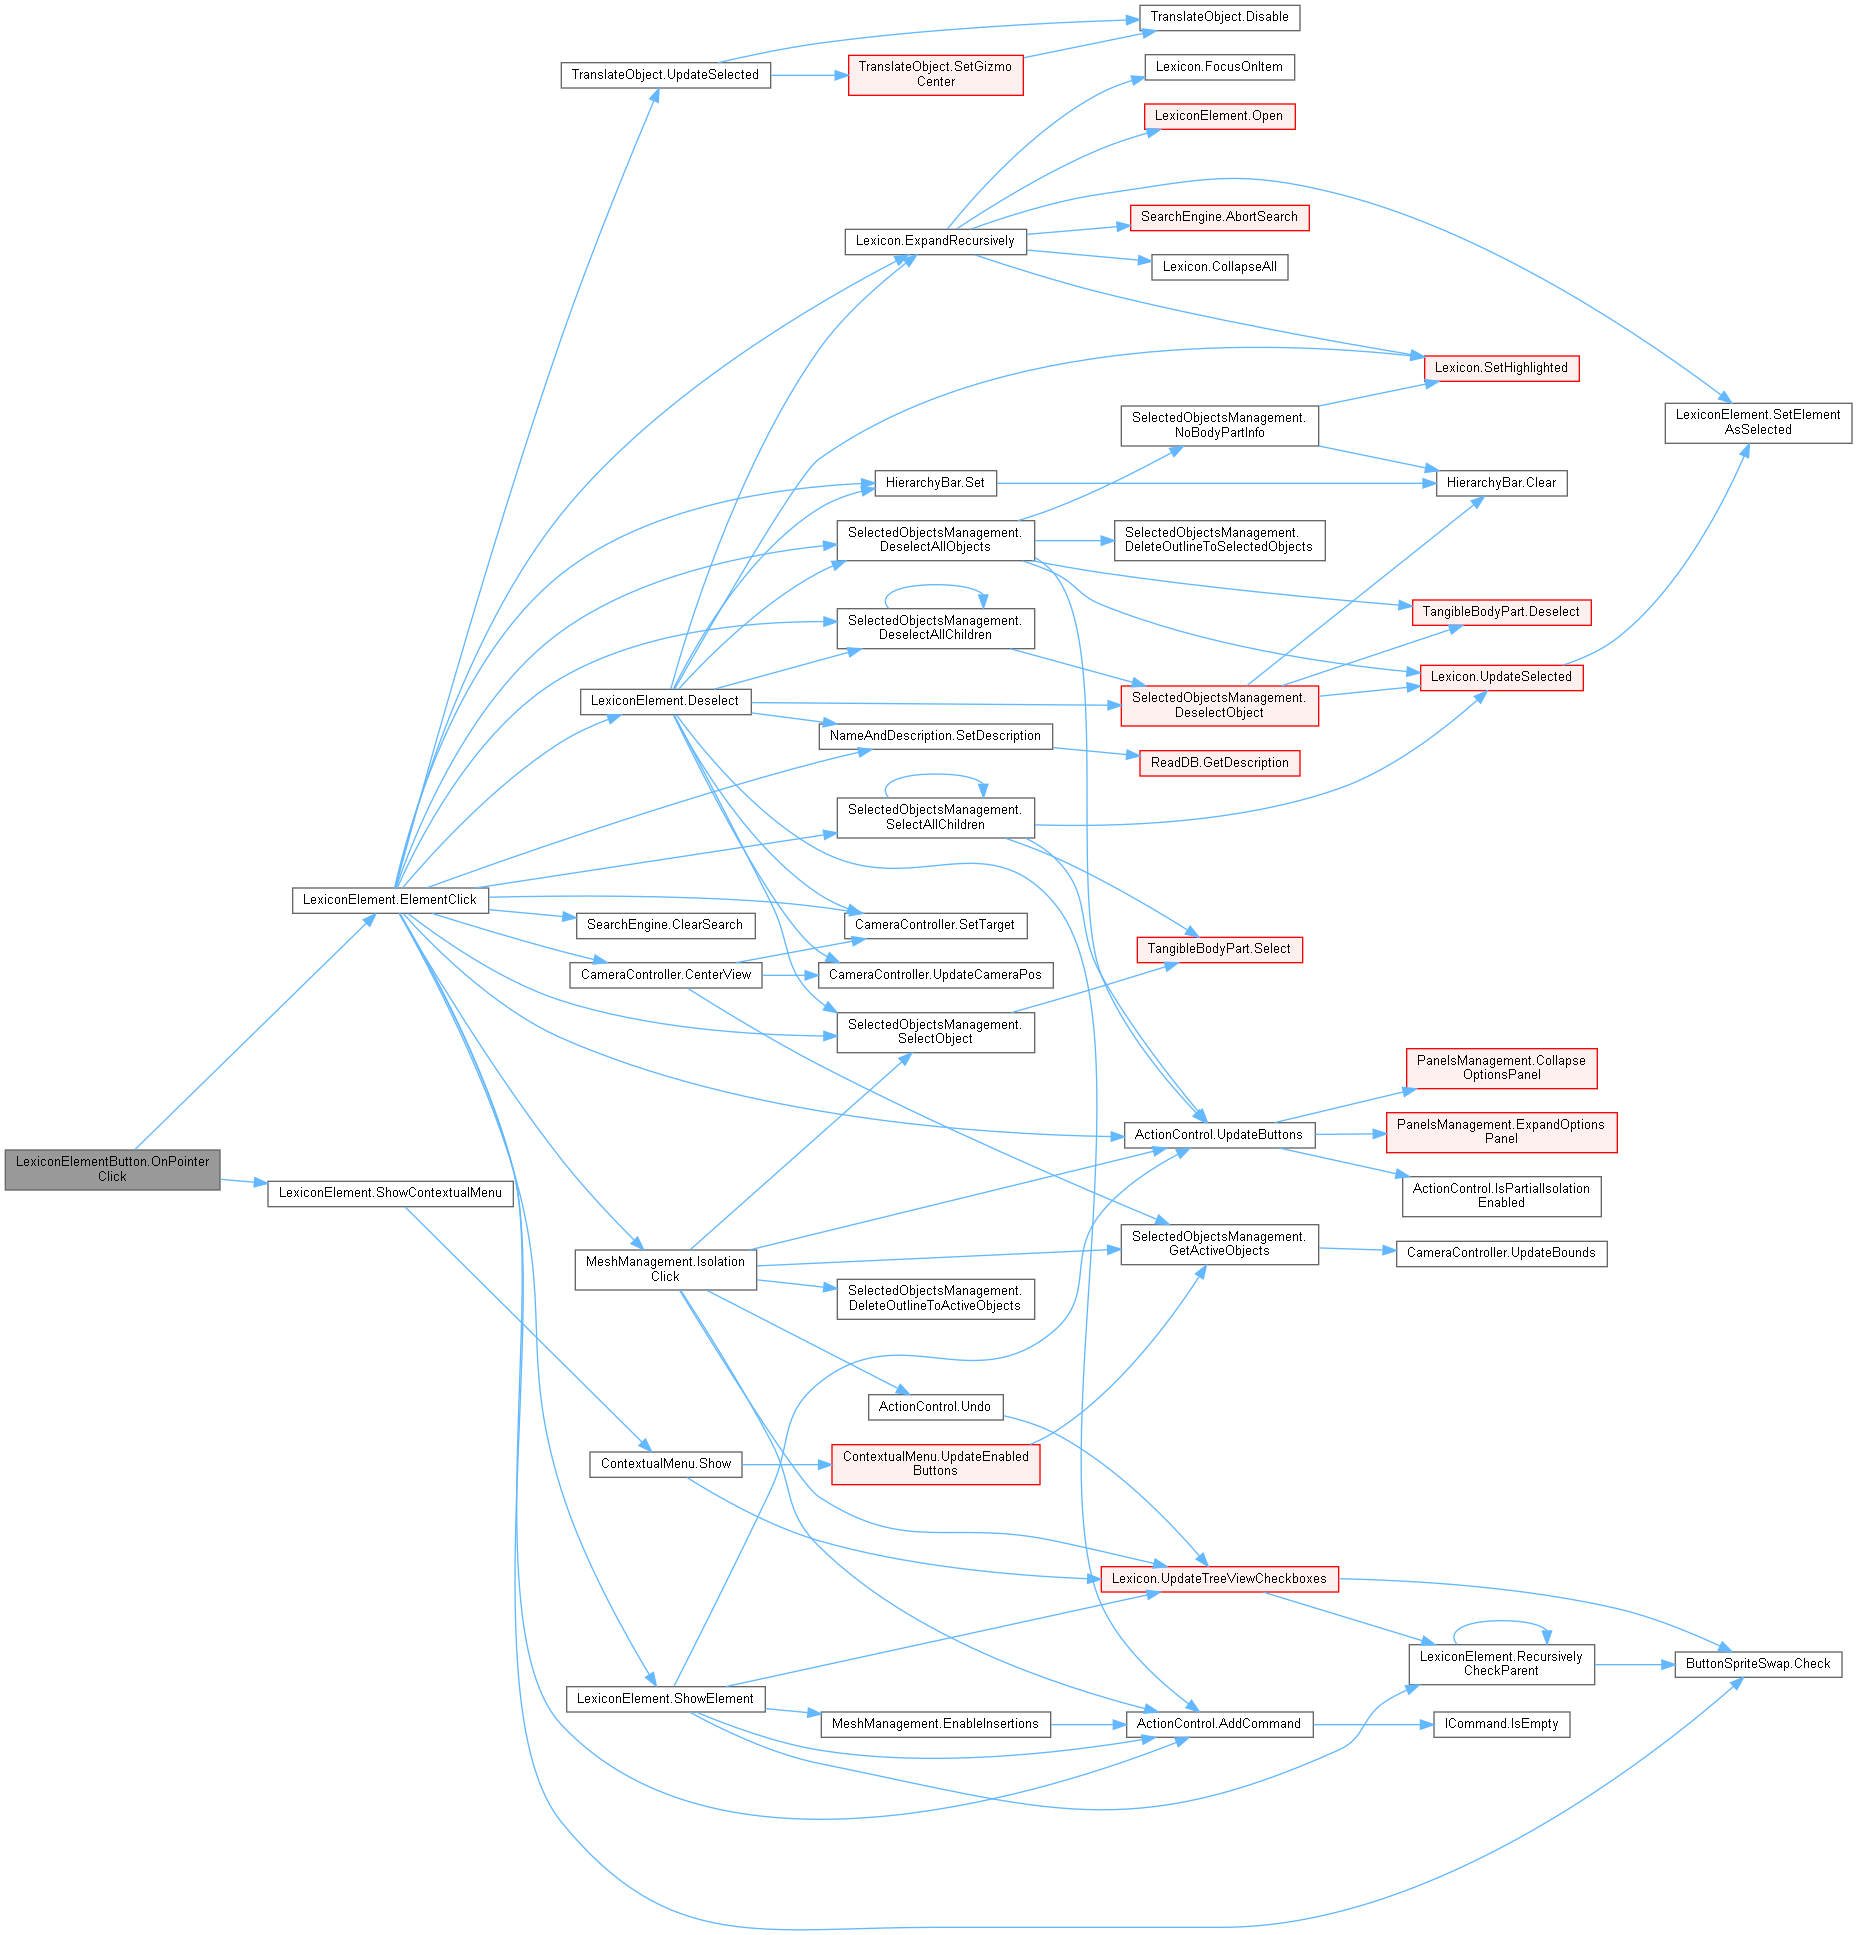 TranslateObject.Disable
Lexicon.FocusOnItem
TranslateObject.UpdateSelected
TranslateObject.SetGizmo
Center
LexiconElement.Open
SearchEngine.AbortSearch
Lexicon.ExpandRecursively
Lexicon.CollapseAll
Lexicon.SetHighlighted
SelectedObjectsManagement.
NoBodyPartInfo
LexiconElement.SetElement
AsSelected
HierarchyBar.Set
HierarchyBar.Clear
SelectedObjectsManagement.
DeselectAllObjects
SelectedObjectsManagement.
DeleteOutlineToSelectedObjects
TangibleBodyPart.Deselect
SelectedObjectsManagement.
DeselectAllChildren
Lexicon.UpdateSelected
LexiconElement.Deselect
SelectedObjectsManagement.
DeselectObject
NameAndDescription.SetDescription
ReadDB.GetDescription
SelectedObjectsManagement.
SelectAllChildren
LexiconElement.ElementClick
SearchEngine.ClearSearch
CameraController.SetTarget
TangibleBodyPart.Select
CameraController.CenterView
CameraController.UpdateCameraPos
SelectedObjectsManagement.
SelectObject
PanelsManagement.Collapse
OptionsPanel
ActionControl.UpdateButtons
PanelsManagement.ExpandOptions
Panel
LexiconElementButton.OnPointer
Click
LexiconElement.ShowContextualMenu
ActionControl.IsPartialIsolation
Enabled
SelectedObjectsManagement.
GetActiveObjects
CameraController.UpdateBounds
MeshManagement.Isolation
Click
SelectedObjectsManagement.
DeleteOutlineToActiveObjects
ActionControl.Undo
ContextualMenu.Show
ContextualMenu.UpdateEnabled
Buttons
Lexicon.UpdateTreeViewCheckboxes
LexiconElement.Recursively
CheckParent
ButtonSpriteSwap.Check
LexiconElement.ShowElement
MeshManagement.EnableInsertions
ActionControl.AddCommand
ICommand.IsEmpty